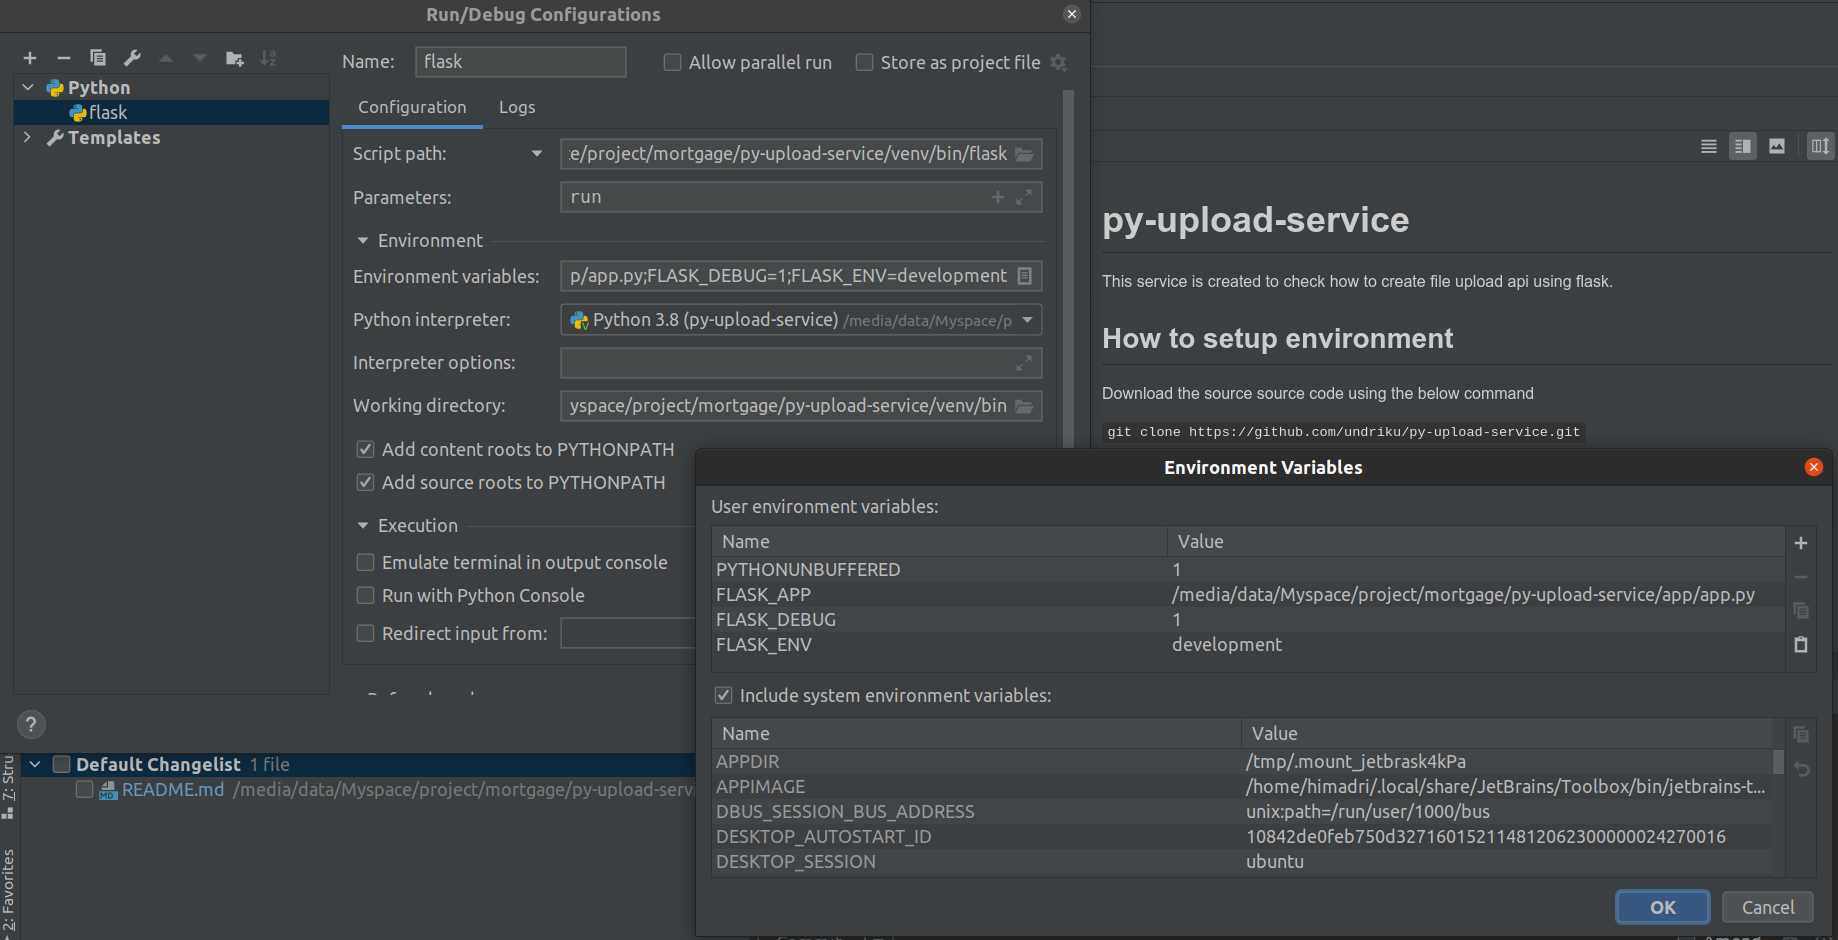 Run/Debug Configurations
Name: flask Allow parallel run Store as project file
Python
flask
Templates
Configuration Logs
Script path: :e/project/mortgage/py-upload-service/venv/bin/flask
Parameters: run
Environment
Environment variables: p/app.py;FLASK_DEBUG=1;FLASK_ENV=development
Python interpreter: Python 3.8 (py-upload-service) /media/data/Myspace/p
Interpreter options:
Working directory: yspace/project/mortgage/py-upload-service/venv/bin
Add content roots to PYTHONPATH
Add source roots to PYTHONPATH
Execution
Emulate terminal in output console
Run with Python Console
Redirect input from:
?
py-upload-service
This service is created to check how to create file upload api using flask.
How to setup environment
Download the source source code using the below command
git clone https://github.com/undriku/py-upload-service.git
Environment Variables
User environment variables:
Name Value
PYTHONUNBUFFERED 1
FLASK_APP /media/data/Myspace/project/mortgage/py-upload-service/app/app.py
FLASK_DEBUG 1
FLASK_ENV development
Include system environment variables:
Name Value
APPDIR /tmp/.mount_jetbrask4kPa
APPIMAGE /home/himadri/.local/share/JetBrains/Toolbox/bin/jetbrains-t...
DBUS_SESSION_BUS_ADDRESS unix:path=/run/user/1000/bus
DESKTOP_AUTOSTART_ID 10842de0feb750d32716015211481206230000002427 0016
DESKTOP_SESSION ubuntu
OK Cancel
Default Changelist 1 file
README.md /media/data/Myspace/project/mortgage/py-upload-servi
7: Stru
2: Favorites